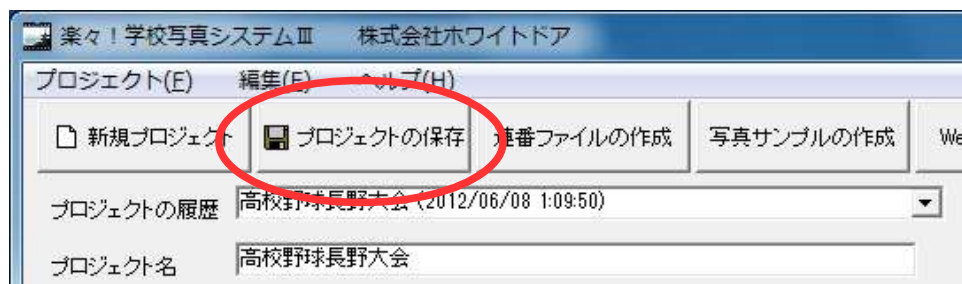 楽々！学校写真システムⅢ　　株式会社ホワイトドア
プロジェクト(F)　　編集(E)　　ヘルプ(H)
新規プロジェクト　プロジェクトの保存　連番ファイルの作成　写真サンプルの作成　We
プロジェクトの履歴　高校野球長野大会 (2012/06/08 1:09:50)
プロジェクト名　高校野球長野大会